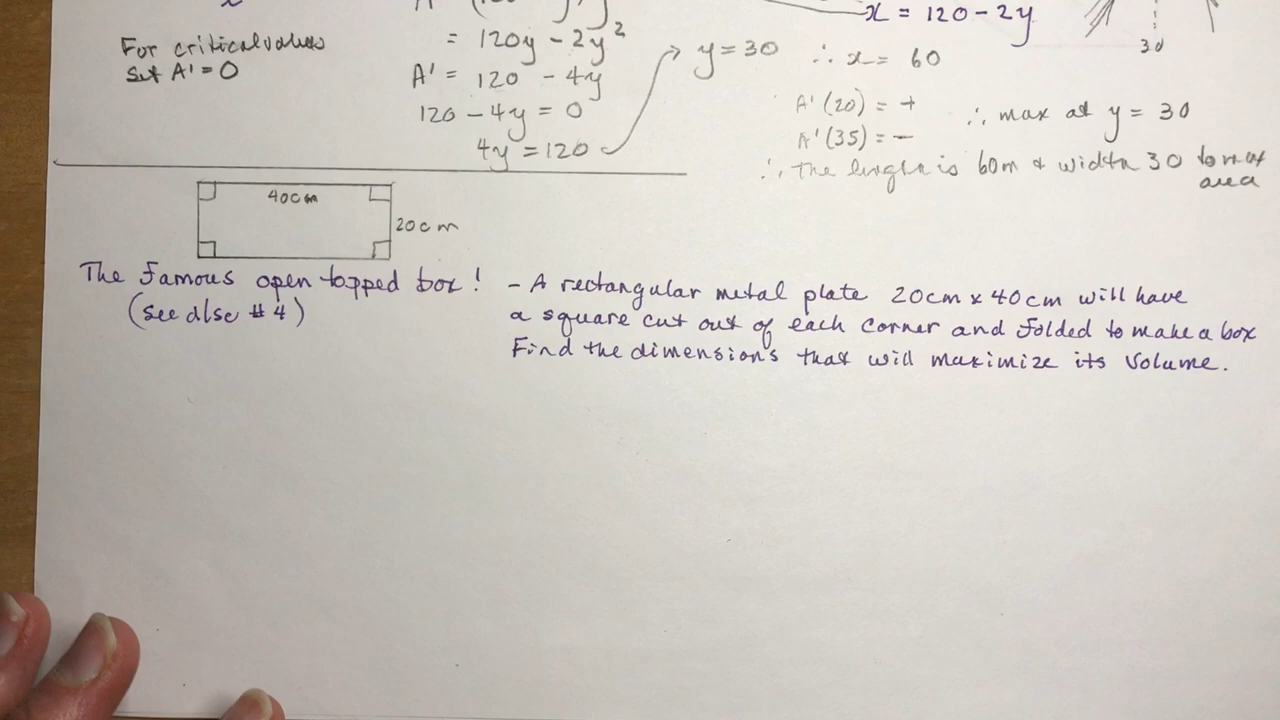 x = 120 - 2y
= 120y - 2y²
For critical values
Set A' = 0
A' = 120 - 4y
120 - 4y = 0
4y = 120
y = 30 ∴ x = 60
30
A'(20) = +
A'(35) = -
∴ max at y = 30
∴ the length is 60m & width 30 to max
area
40cm
20cm
The famous open topped box!
(see also #4)
- A rectangular metal plate 20cm x 40cm will have
a square cut out of each corner and folded to make a box
Find the dimensions that will maximize its volume.